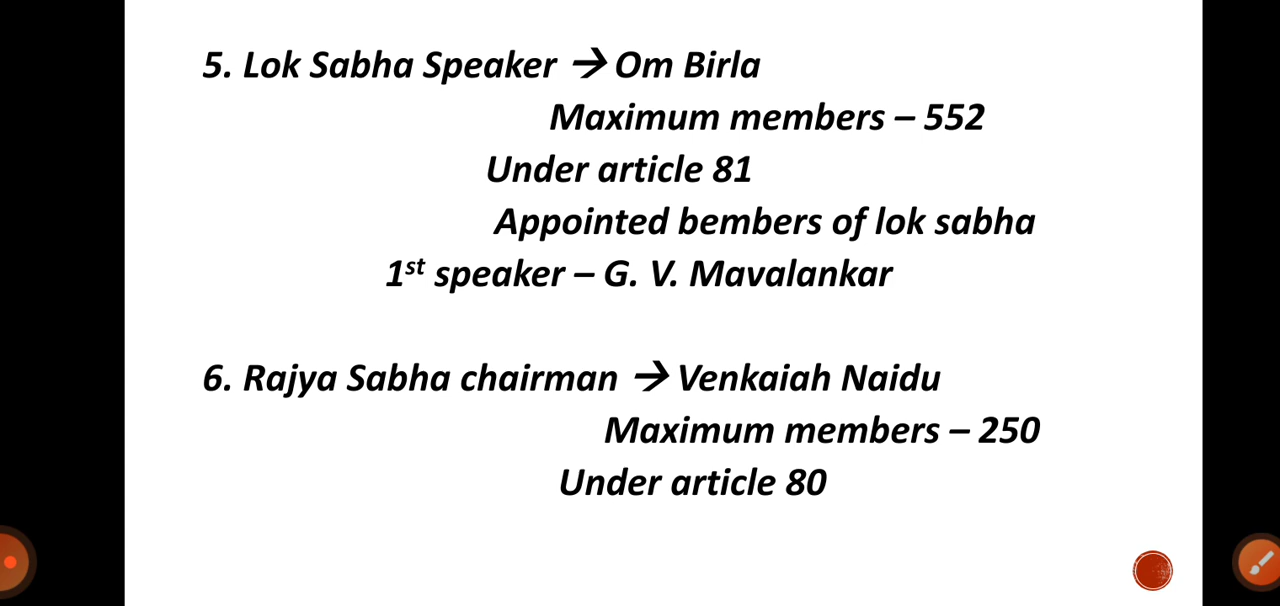 5. Lok Sabha Speaker → Om Birla
Maximum members – 552
Under article 81
Appointed bembers of lok sabha
1st speaker – G. V. Mavalankar
6. Rajya Sabha chairman → Venkaiah Naidu
Maximum members – 250
Under article 80